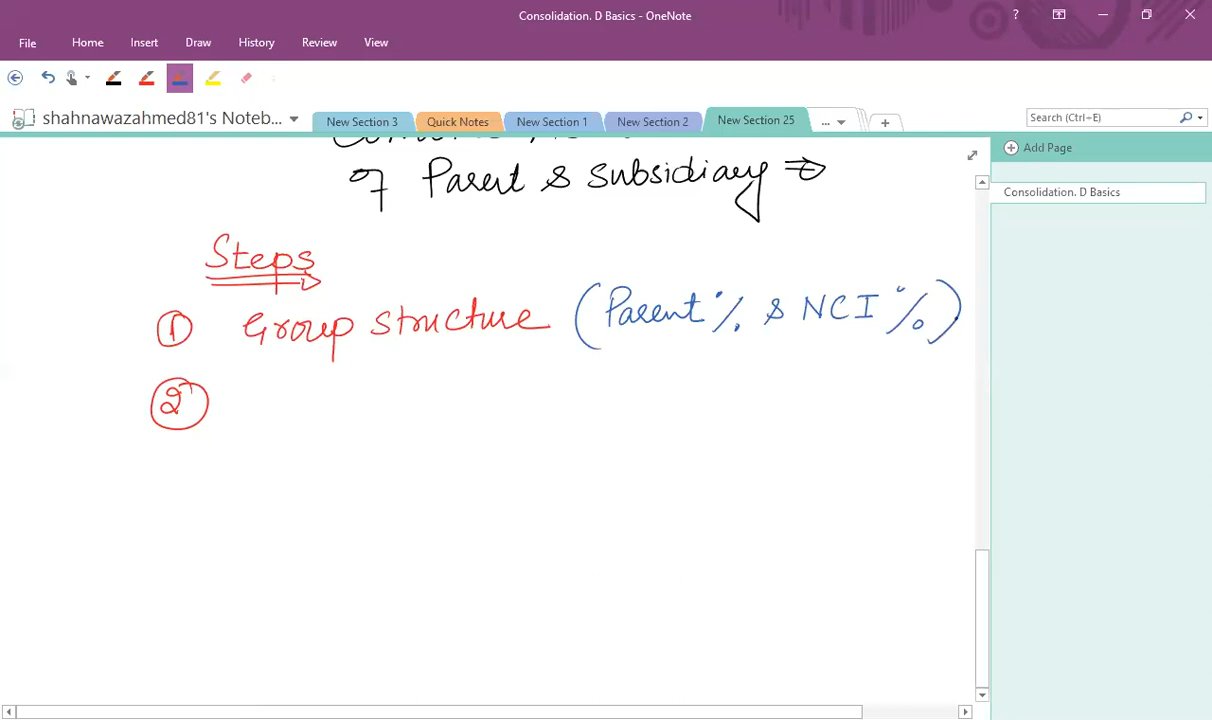 Consolidation. D Basics - OneNote
?
File Home Insert Draw History Review View
shahnawazahmed81's Noteb...
New Section 3
Quick Notes
New Section 1
New Section 2
New Section 25
...
Search (Ctrl+E)
Add Page
Consolidation. D Basics
of Parent & subsidiary ⇒
Steps
① Group structure (Parent % & NCI %)
②